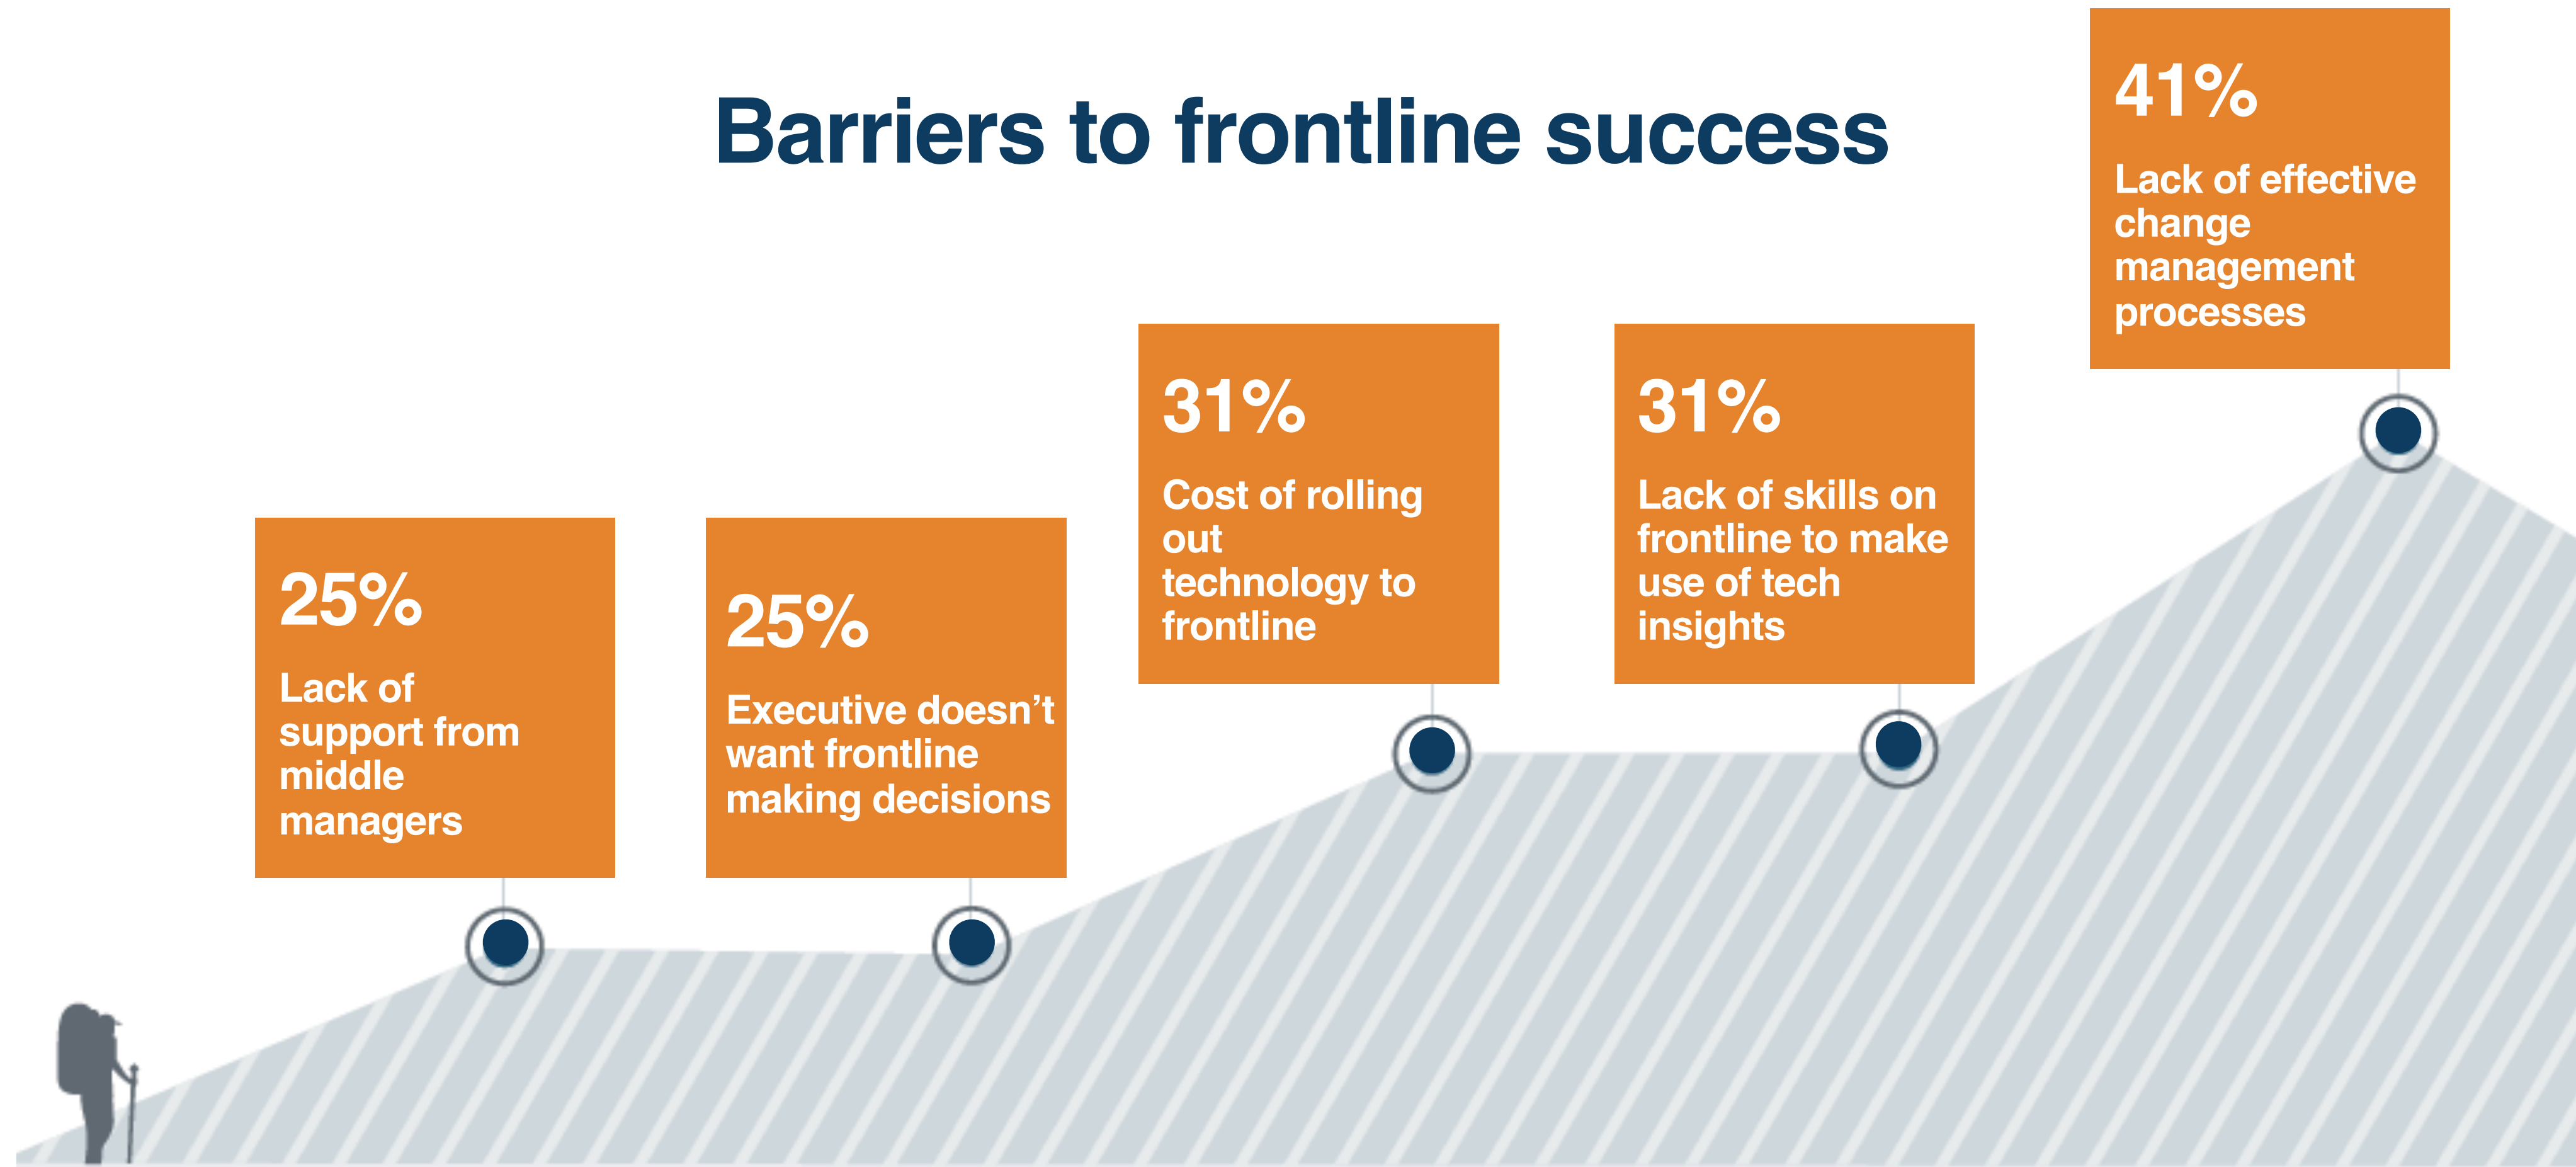 Barriers to frontline success
25%
Lack of
support from
middle
managers
25%
Executive doesn’t
want frontline
making decisions
31%
Cost of rolling
out
technology to
frontline
31%
Lack of skills on
frontline to make
use of tech
insights
41%
Lack of effective
change
management
processes